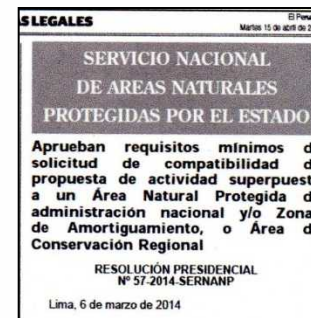 AS LEGALES
El Peru
Martes 15 de abril de 2
SERVICIO NACIONAL
DE AREAS NATURALES
PROTEGIDAS POR EL ESTADO
Aprueban requisitos mínimos d
solicitud de compatibilidad d
propuesta de actividad superpuest
a un Área Natural Protegida d
administración nacional y/o Zona
de Amortiguamiento, o Área d
Conservación Regional
RESOLUCIÓN PRESIDENCIAL
Nº 57-2014-SERNANP
Lima, 6 de marzo de 2014